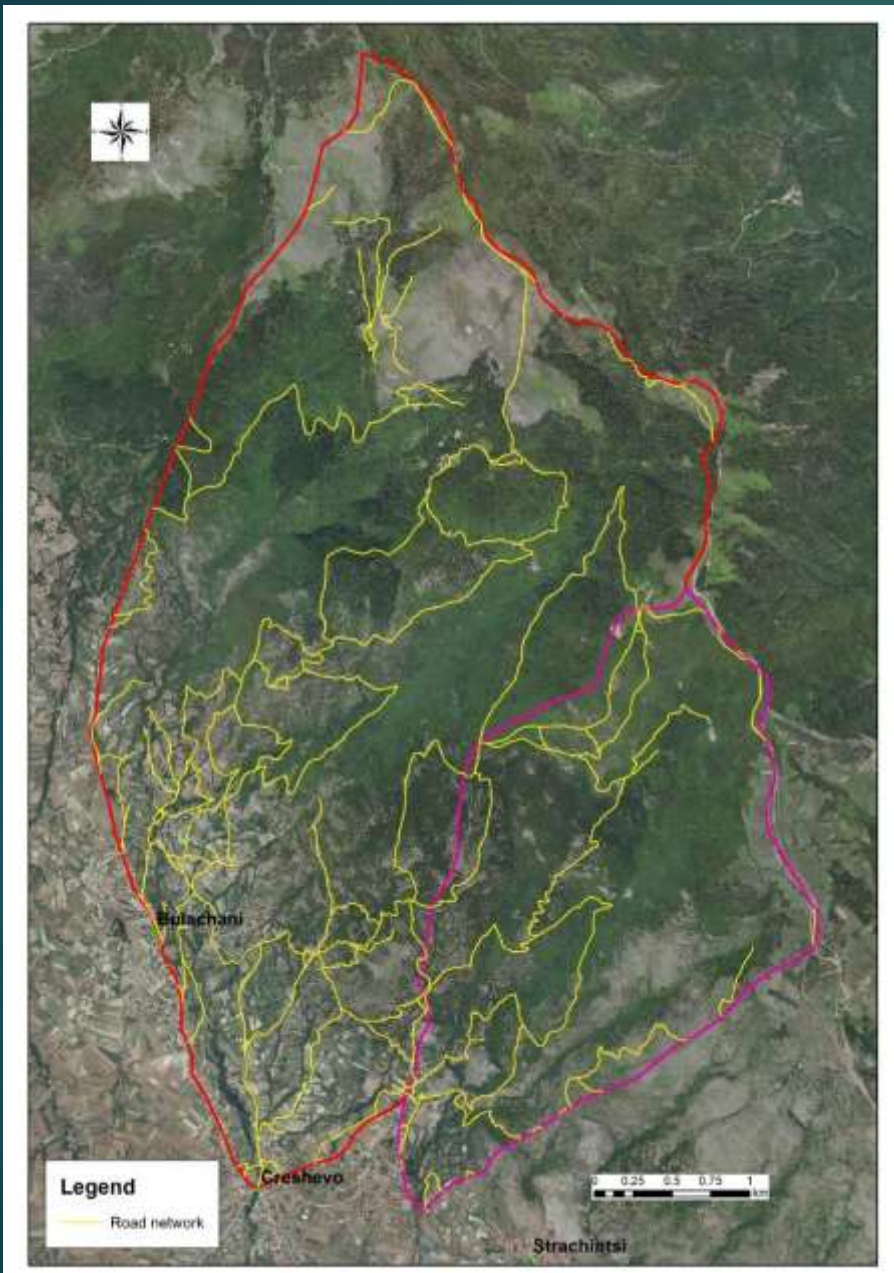 Bulachani
Creshevo
Legend
Road network
0 0.25 0.5 0.75 1
km
Strachintsi